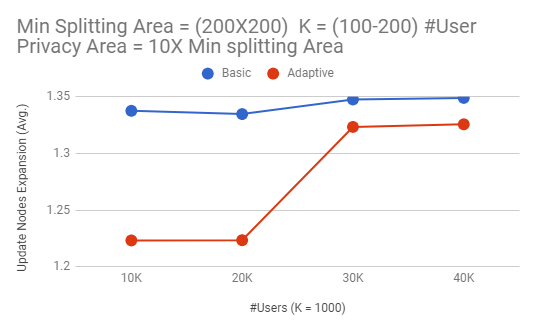 Min Splitting Area = (200X200)  K = (100-200) #User
Privacy Area = 10X Min splitting Area
Basic
Adaptive
Update Nodes Expansion (Avg.)
1.35
1.3
1.25
1.2
10K
20K
30K
40K
#Users (K = 1000)